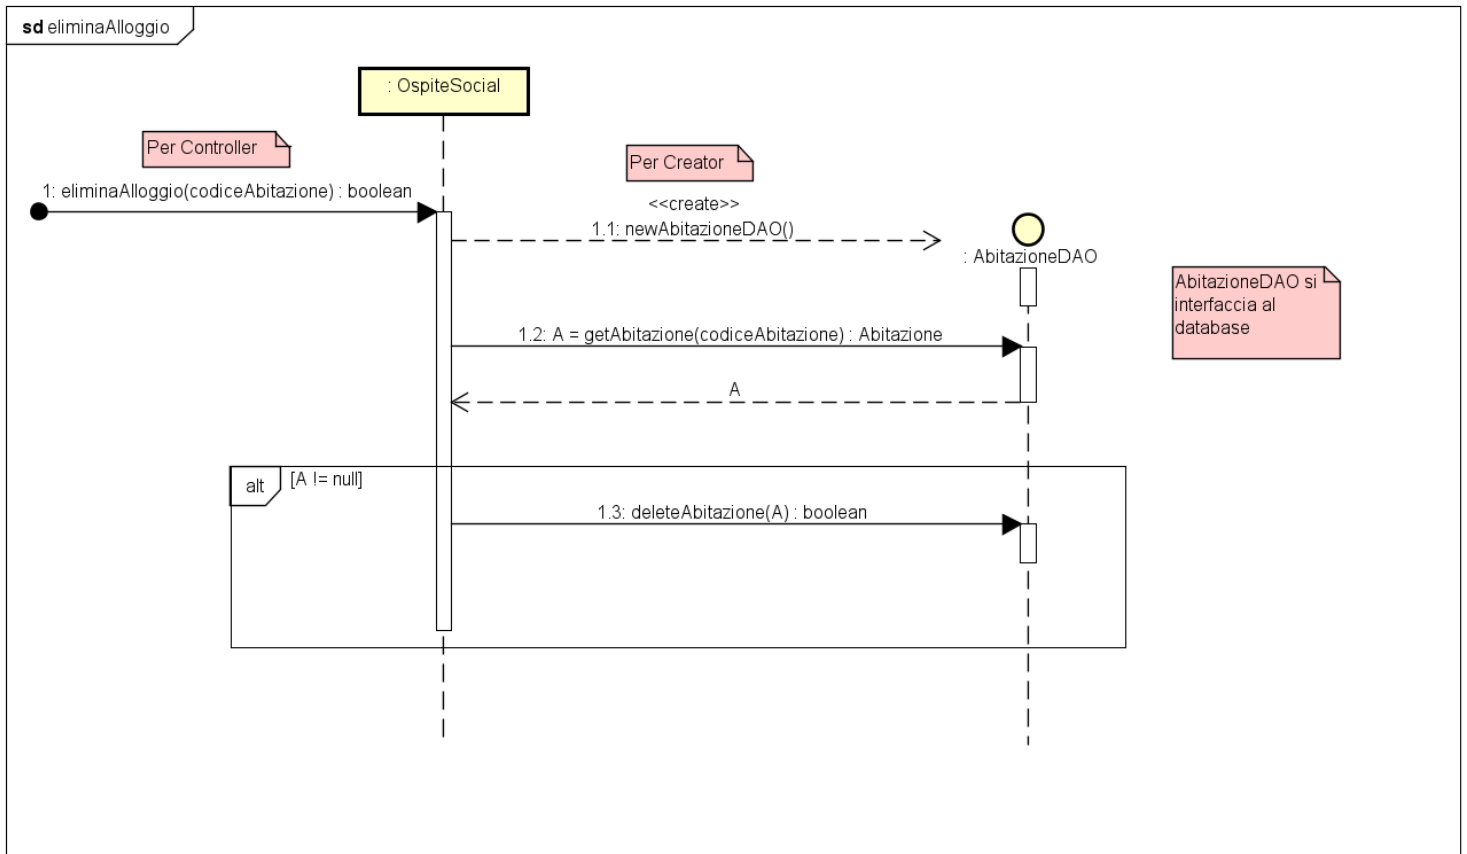 sd eliminaAlloggio
: OspiteSocial
Per Controller
Per Creator
1: eliminaAlloggio(codiceAbitazione) : boolean
<<create>>
1.1: newAbitazioneDAO()
: AbitazioneDAO
AbitazioneDAO si
interfaccia al
database
1.2: A = getAbitazione(codiceAbitazione) : Abitazione
A
alt
[A != null]
1.3: deleteAbitazione(A) : boolean